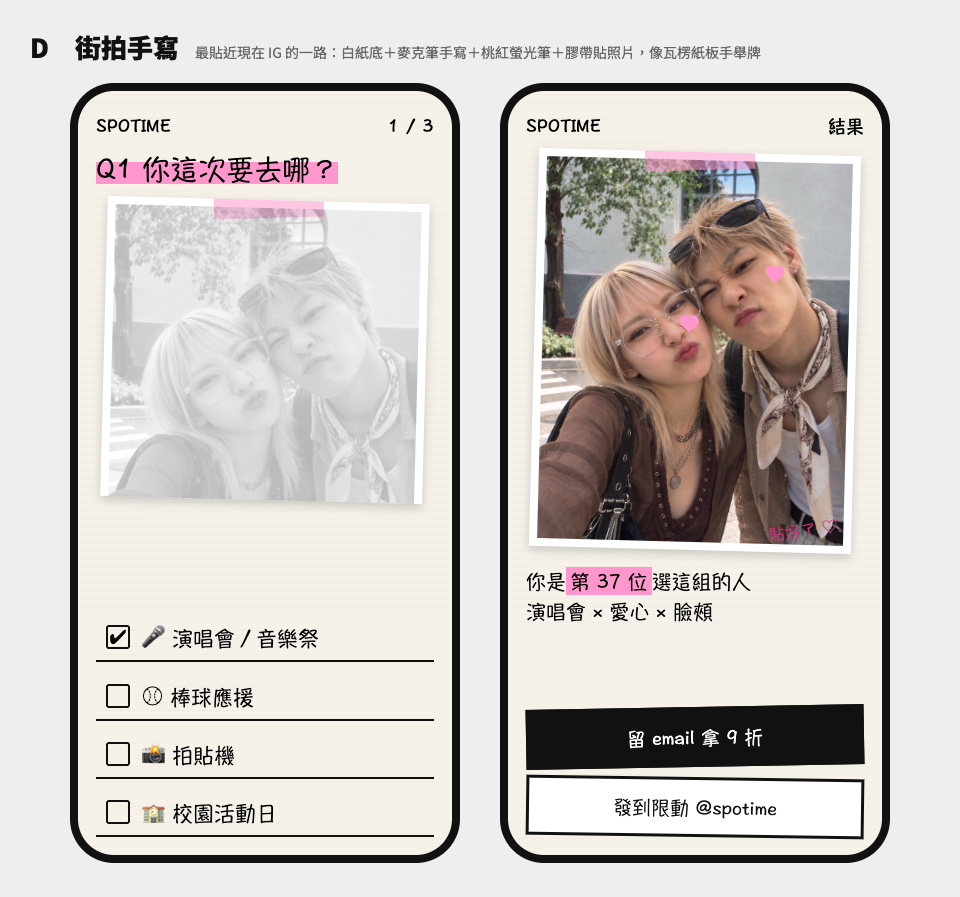 D 街拍手寫 最貼近現在 IG 的一路：白紙底＋麥克筆手寫＋桃紅螢光筆＋膠帶貼照片，像瓦楞紙板手舉牌
SPOTIME 1 / 3
Q1 你這次要去哪？
演唱會 / 音樂祭
棒球應援
拍貼機
校園活動日
SPOTIME 結果
貼好了♡
你是 第 37 位 選這組的人
演唱會 × 愛心 × 臉頰
留 email 拿 9 折
發到限動 @spotime